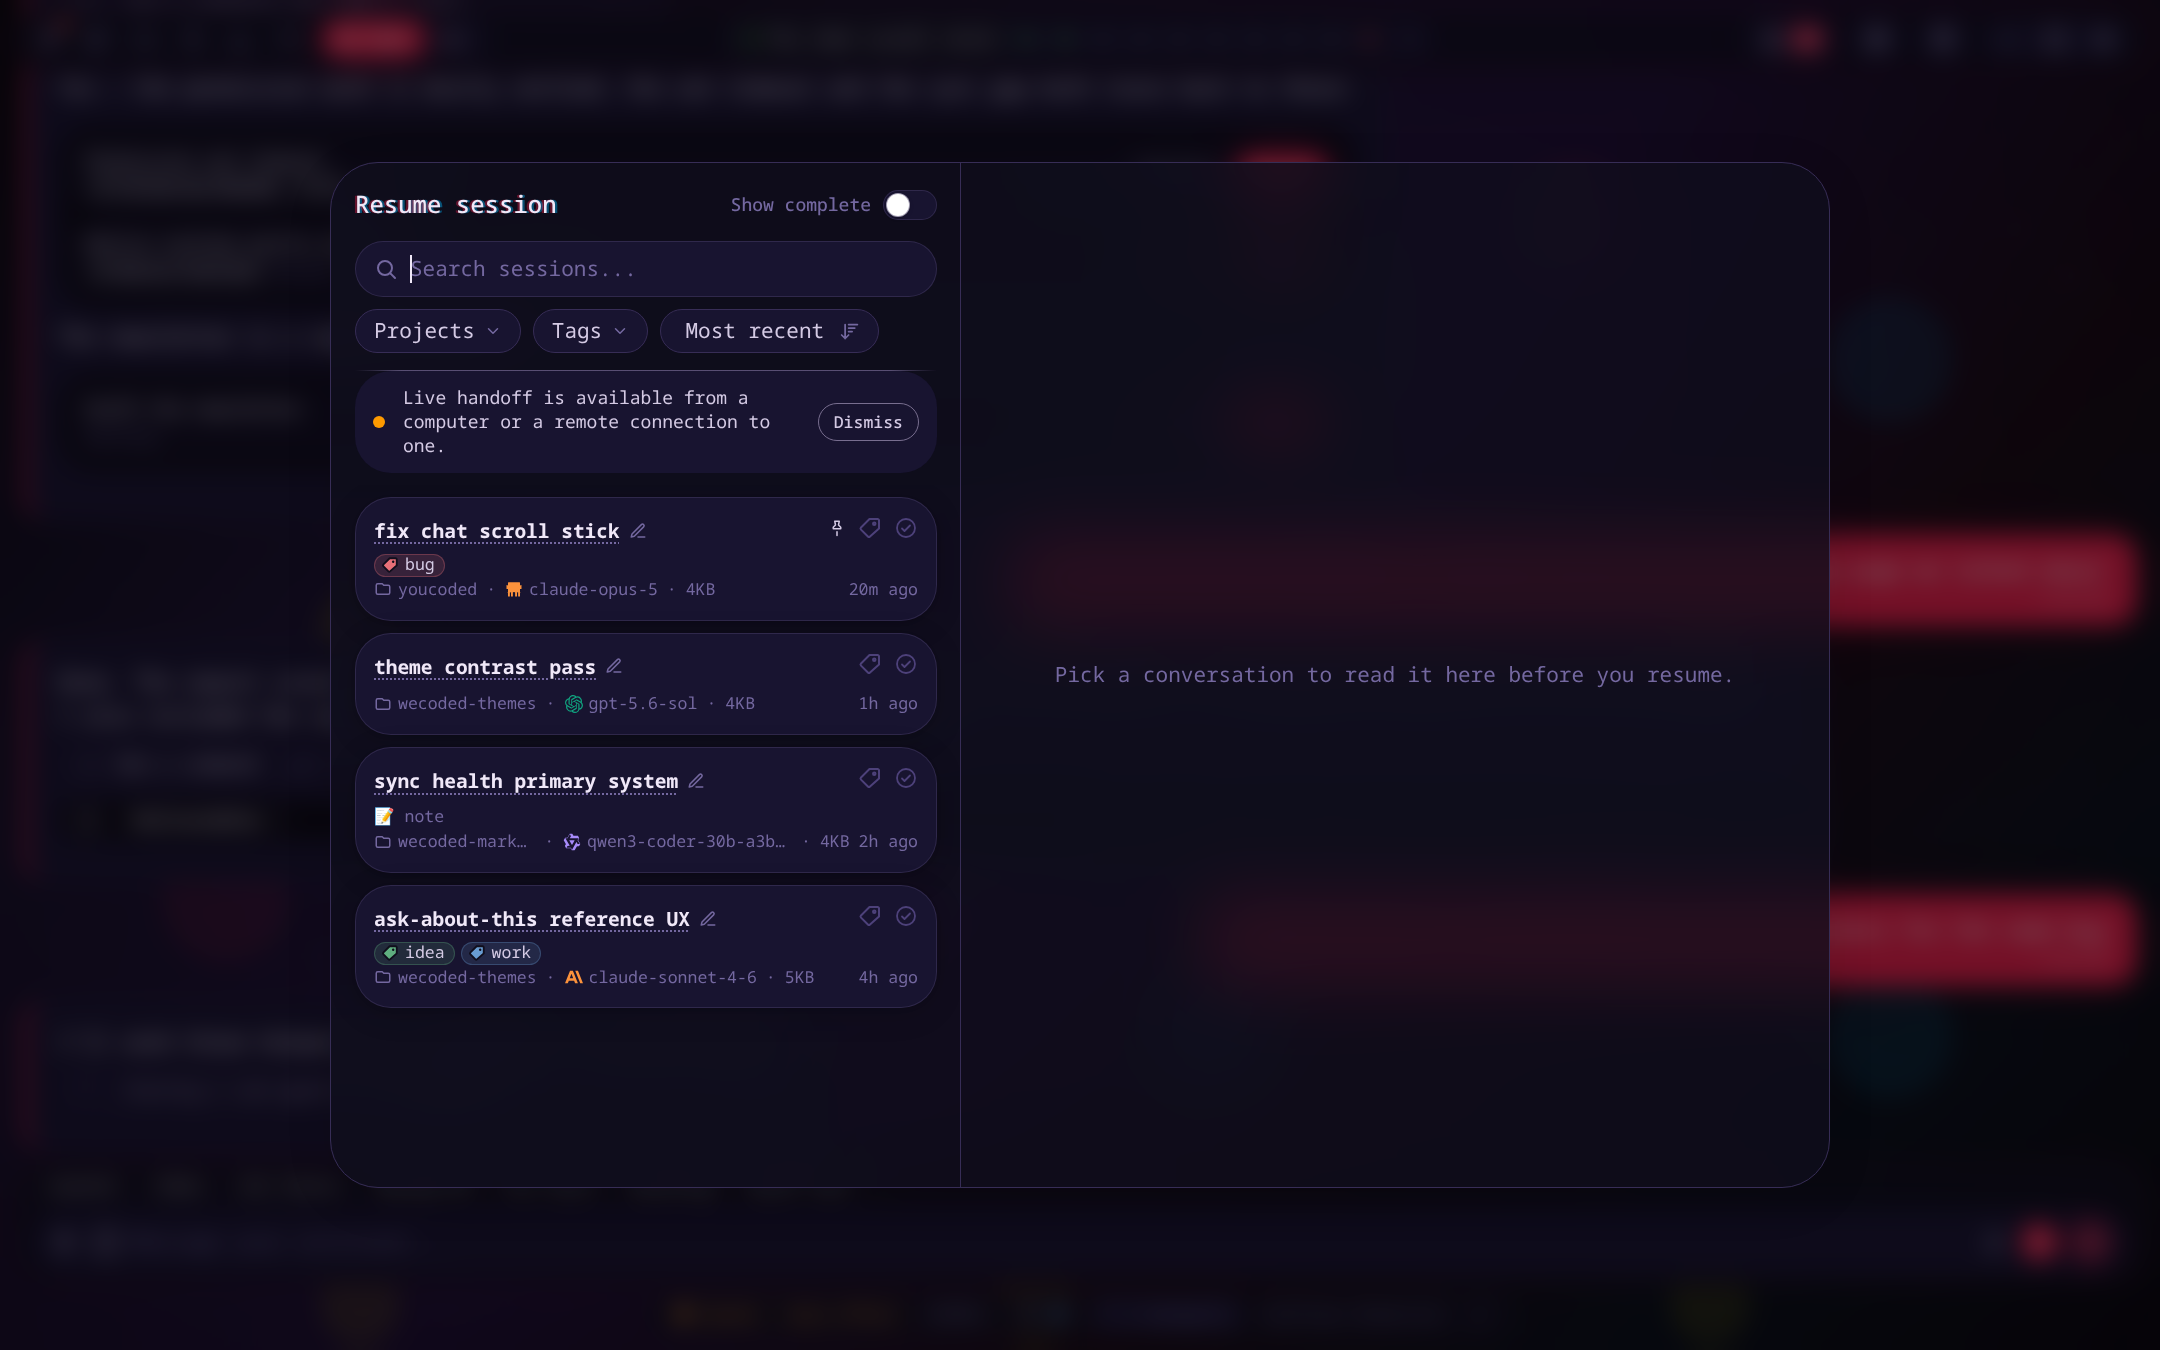 Resume session
Show complete
Search sessions...
Projects
Tags
Most recent
Live handoff is available from a
computer or a remote connection to
one.
Dismiss
fix chat scroll stick
bug
youcoded · claude-opus-5 · 4KB 20m ago
theme contrast pass
wecoded-themes · gpt-5.6-sol · 4KB 1h ago
sync health primary system
📝 note
wecoded-mark… · qwen3-coder-30b-a3b… · 4KB 2h ago
ask-about-this reference UX
idea work
wecoded-themes · claude-sonnet-4-6 · 5KB 4h ago
Pick a conversation to read it here before you resume.